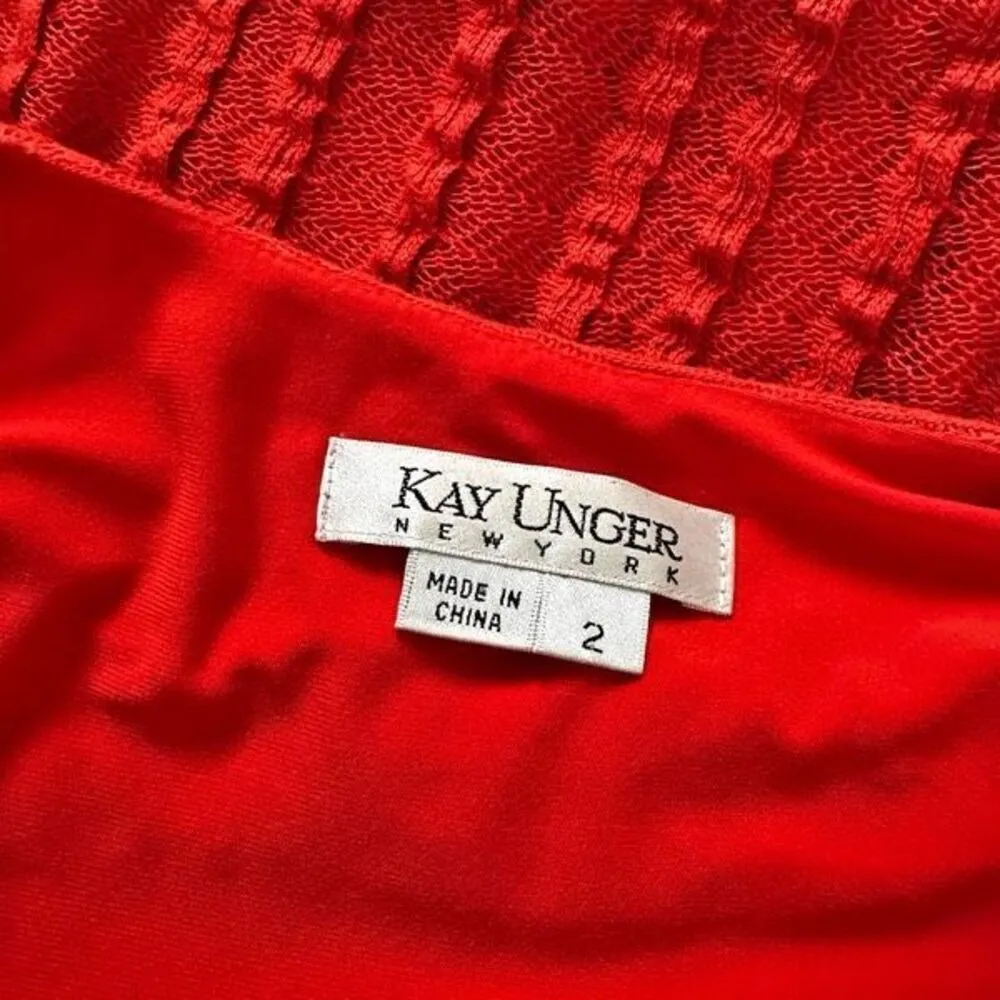 KAY UNGER
NEW YORK
MADE IN
CHINA
2